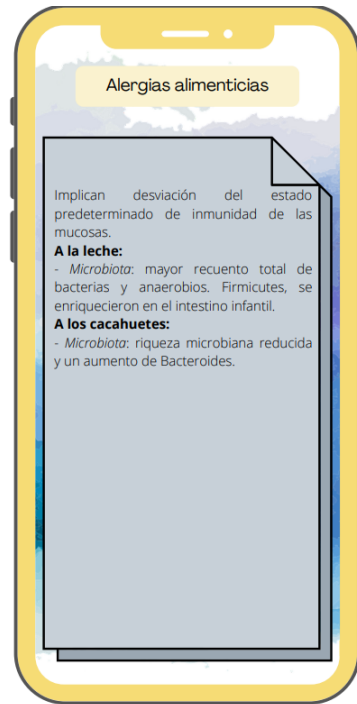 Alergias alimenticias
Implican desviación del estado
predeterminado de inmunidad de las
mucosas.
A la leche:
- Microbiota: mayor recuento total de
bacterias y anaerobios. Firmicutes, se
enriquecieron en el intestino infantil.
A los cacahuetes:
- Microbiota: riqueza microbiana reducida
y un aumento de Bacteroides.